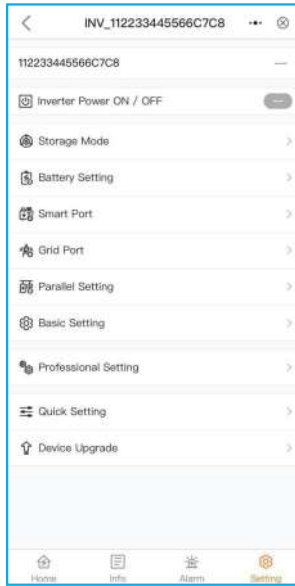 INV_112233445566C7C8
112233445566C7C8
Inverter Power ON / OFF
Storage Mode
Battery Setting
Smart Port
Grid Port
Parallel Setting
Basic Setting
Professional Setting
Quick Setting
Device Upgrade
Home Info Alarm Setting